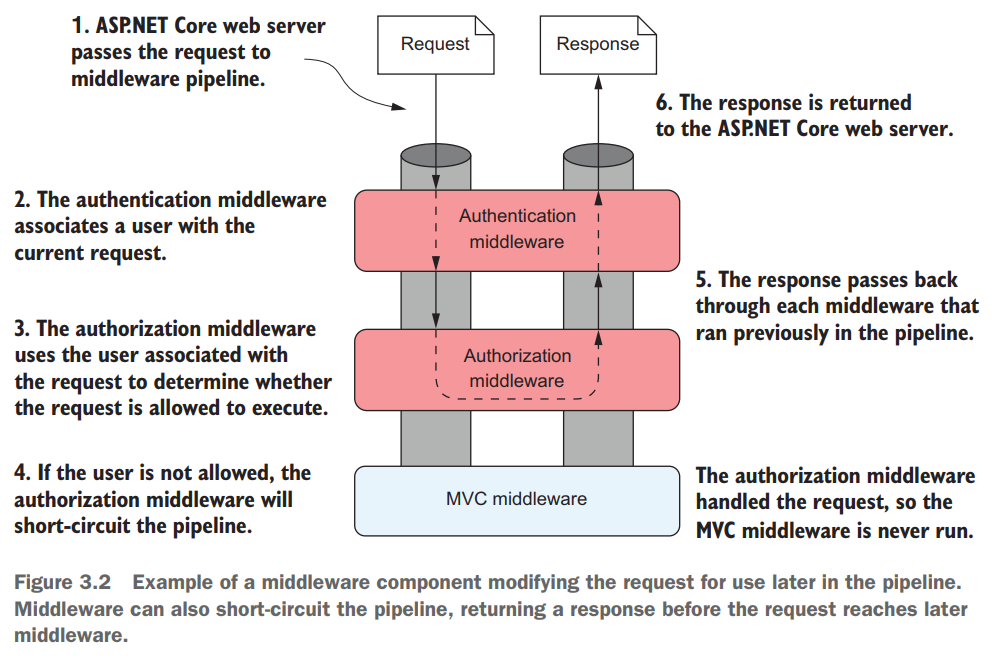 1. ASP.NET Core web server
passes the request to
middleware pipeline.
Request
Response
6. The response is returned
to the ASP.NET Core web server.
2. The authentication middleware
associates a user with the
current request.
Authentication
middleware
5. The response passes back
through each middleware that
ran previously in the pipeline.
3. The authorization middleware
uses the user associated with
the request to determine whether
the request is allowed to execute.
Authorization
middleware
4. If the user is not allowed, the
authorization middleware will
short-circuit the pipeline.
MVC middleware
The authorization middleware
handled the request, so the
MVC middleware is never run.
Figure 3.2 Example of a middleware component modifying the request for use later in the pipeline.
Middleware can also short-circuit the pipeline, returning a response before the request reaches later
middleware.